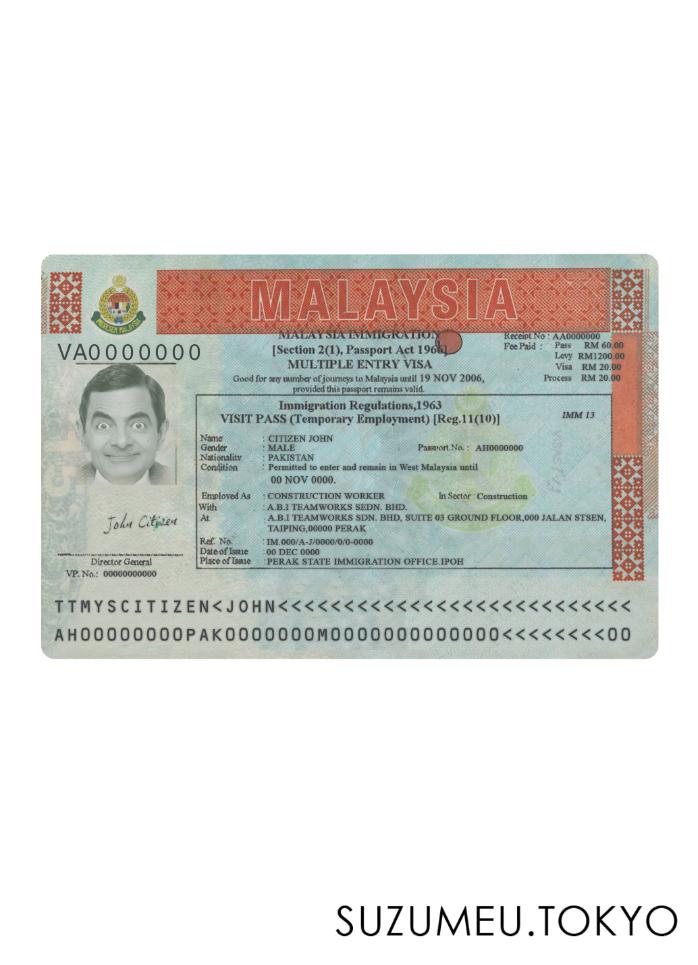 MALAYSIA
IMIGRESEN MALAYSIA
VA0000000
MALAYSIA IMMIGRATION
[Section 2(1), Passport Act 1966]
MULTIPLE ENTRY VISA
Good for any number of journeys to Malaysia until 19 NOV 2006,
provided this passport remains valid.
Receipt No : AA0000000
Fee Paid : Pass RM 60.00
Levy RM1200.00
Visa RM 20.00
Process RM 20.00
Immigration Regulations,1963
VISIT PASS (Temporary Employment) [Reg.11(10)]
IMM 13
Name : CITIZEN JOHN
Gender : MALE Passport No. : AH0000000
Nationality : PAKISTAN
Condition : Permitted to enter and remain in West Malaysia until
00 NOV 0000.
Employed As : CONSTRUCTION WORKER In Sector : Construction
With : A.B.I TEAMWORKS SEDN. BHD.
At : A.B.I TEAMWORKS SDN. BHD, SUITE 03 GROUND FLOOR,000 JALAN STSEN,
TAIPING,00000 PERAK
Ref. No. : IM.000/A-J/0000/0/0-0000
Date of Issue : 00 DEC 0000
Place of Issue : PERAK STATE IMMIGRATION OFFICE.IPOH
John Citizen
Director General
VP. No.: 00000000000
TTMYSCITIZEN<JOHN<<<<<<<<<<<<<<<<<<<<<<<<<<<
AH00000000PAK0000000M0000000000000<<<<<<<<00
SUZUMEU.TOKYO